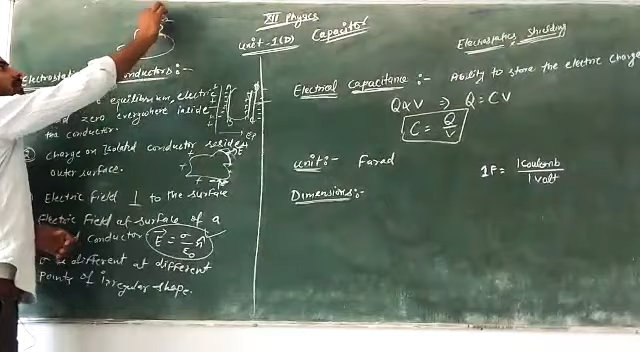 XII Physics
Unit-1(D) Capacitor
Electrostatics Shielding
Conductors:-
equilibrium, electric
zero everywhere inside
the conductor.
② Charge on Isolated conductor resides
outer surface.
Electric field ⊥ to the surface
Electric Field at surface of a
Conductor E⃗ = σ/ε₀ n̂
σ is different at different
points of irregular shape.
Electrical Capacitance:- Ability to store the electric charge
Q∝V ⇒ Q = CV
C = Q/V
Unit:- Farad
1F = 1 Coulomb / 1 Volt
Dimensions:-